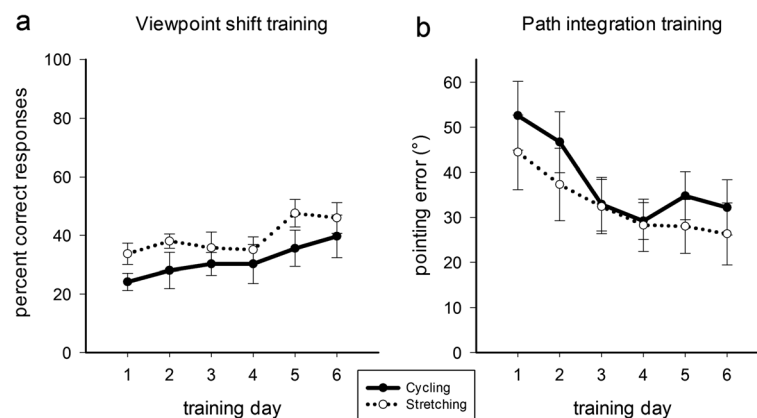 a
Viewpoint shift training
percent correct responses
100
80
60
40
20
0
1 2 3 4 5 6
training day
b
Path integration training
pointing error (°)
60
50
40
30
20
10
0
1 2 3 4 5 6
training day
Cycling
Stretching